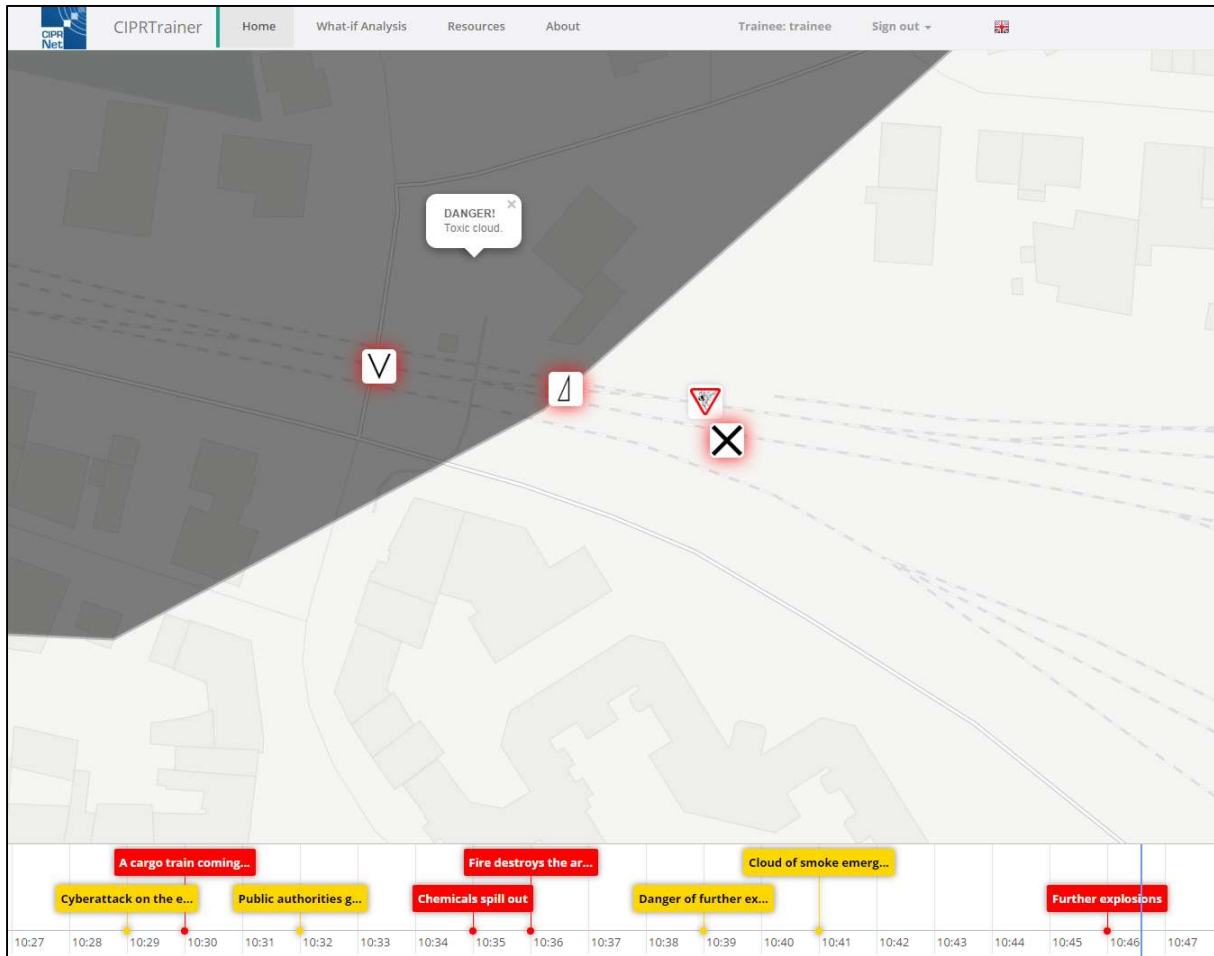 CIPR
Net
CIPRTrainer
Home
What-if Analysis
Resources
About
Trainee: trainee
Sign out
DANGER!
Toxic cloud.
×
A cargo train coming...
Fire destroys the ar...
Cloud of smoke emerg...
Cyberattack on the e...
Public authorities g...
Chemicals spill out
Danger of further ex...
Further explosions
10:27
10:28
10:29
10:30
10:31
10:32
10:33
10:34
10:35
10:36
10:37
10:38
10:39
10:40
10:41
10:42
10:43
10:44
10:45
10:46
10:47